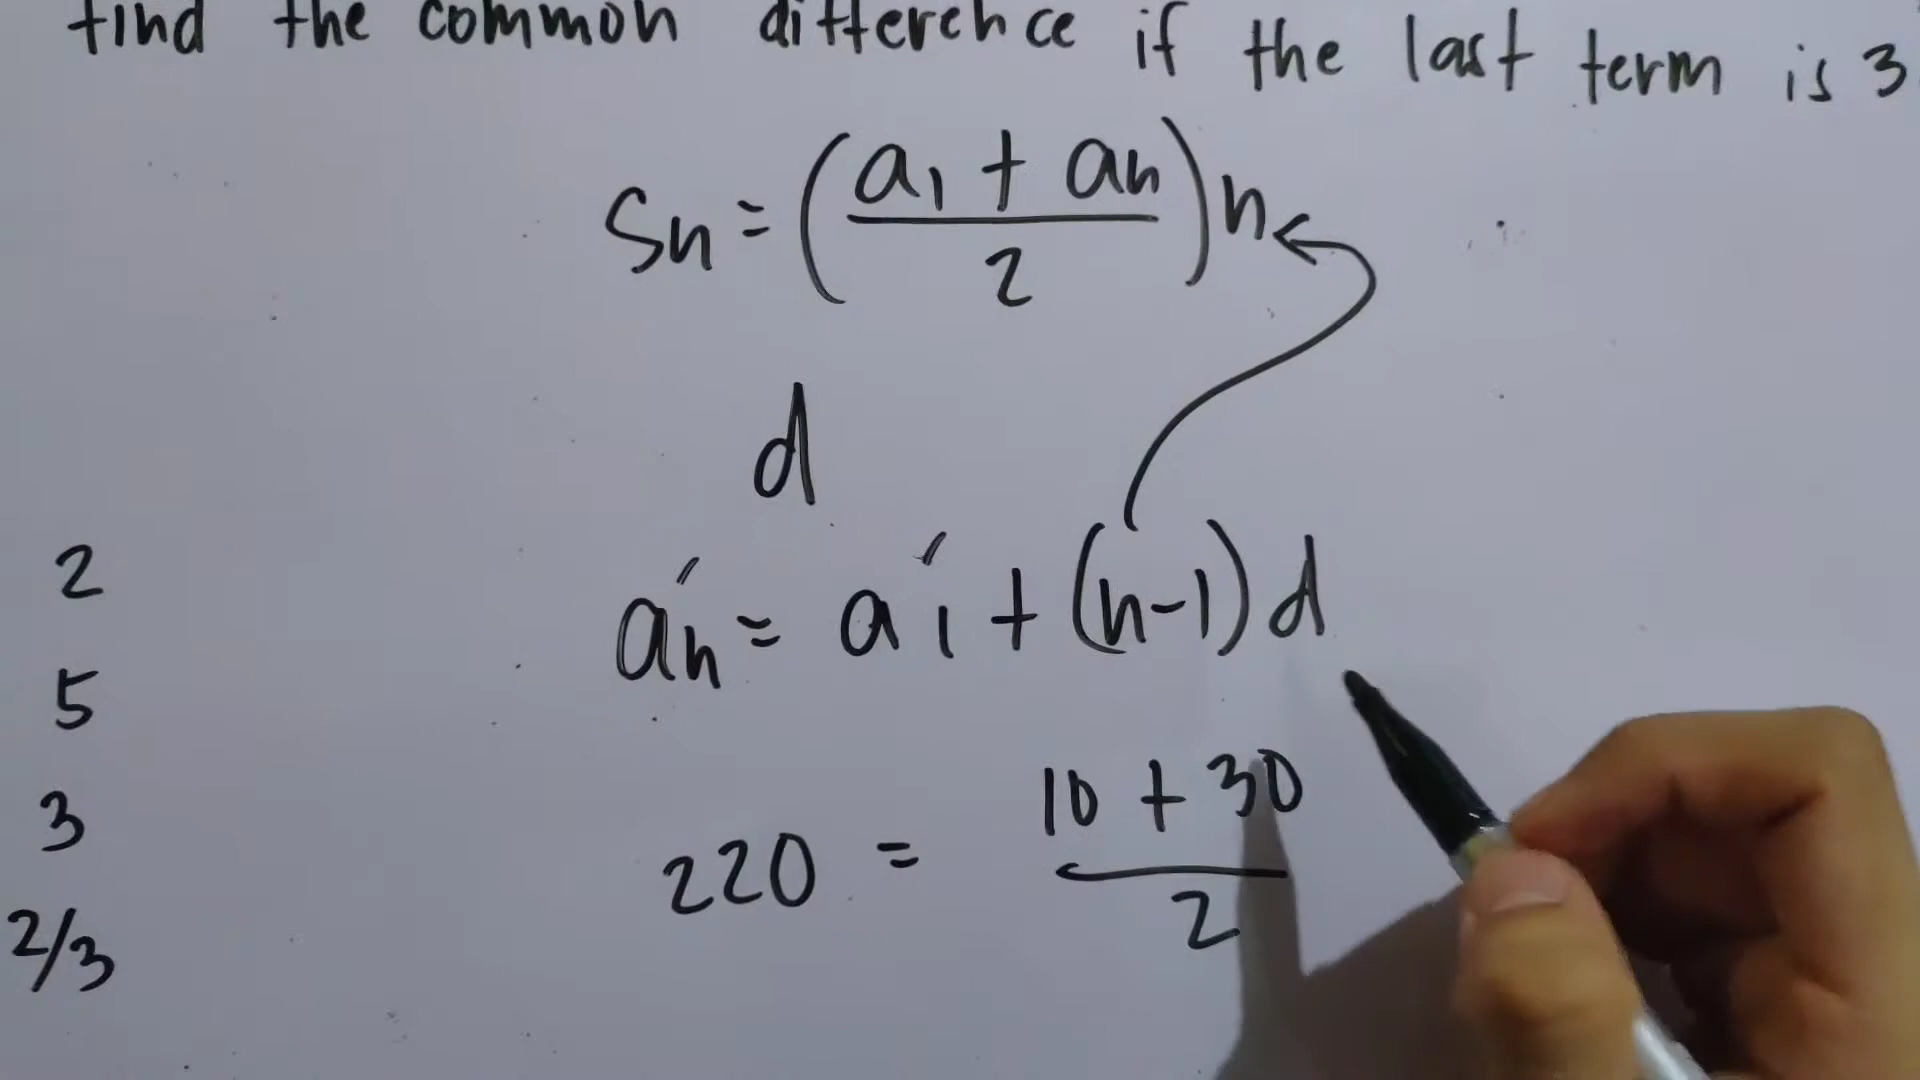 find the common difference if the last term is 3
Sn = (a1 + an / 2) n
d
an = a1 + (n-1) d
220 = 10 + 30 / 2
2
5
3
2/3